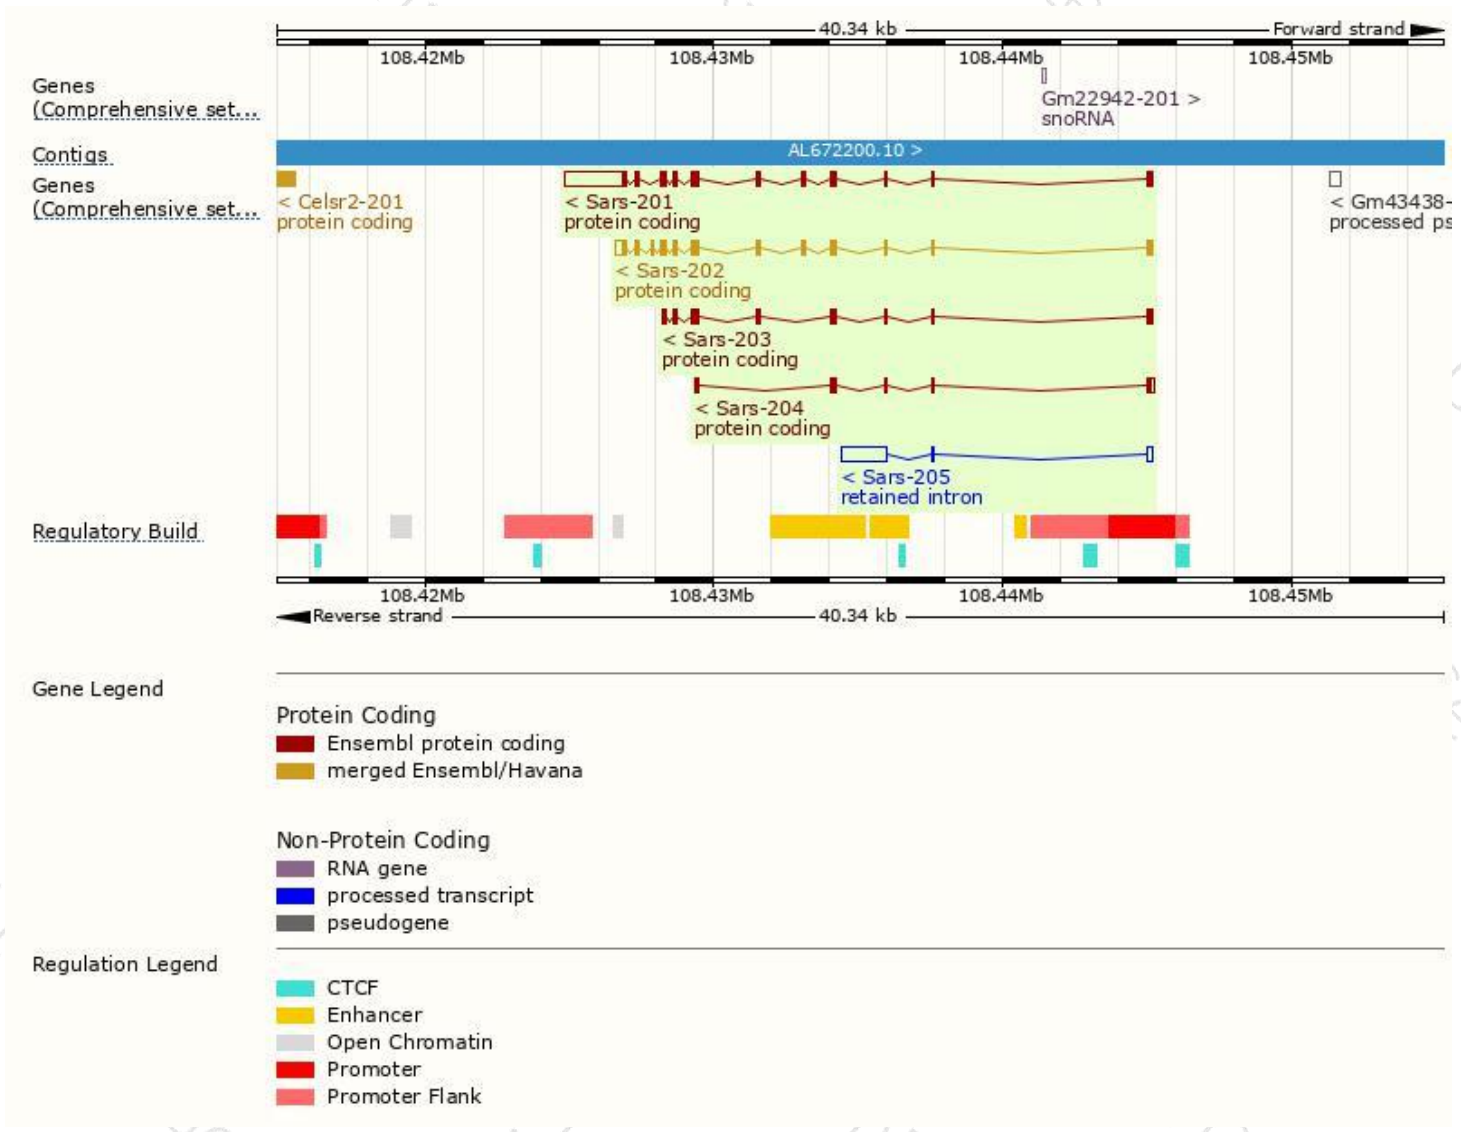 40.34 kb Forward strand
108.42Mb 108.43Mb 108.44Mb 108.45Mb
Genes
(Comprehensive set...
Gm22942-201 >
snoRNA
Contigs
AL672200.10 >
Genes
(Comprehensive set...
< Celsr2-201
protein coding
< Sars-201
protein coding
< Gm43438-
processed ps
< Sars-202
protein coding
< Sars-203
protein coding
< Sars-204
protein coding
< Sars-205
retained intron
Regulatory Build
108.42Mb 108.43Mb 108.44Mb 108.45Mb
Reverse strand 40.34 kb
Gene Legend
Protein Coding
Ensembl protein coding
merged Ensembl/Havana
Non-Protein Coding
RNA gene
processed transcript
pseudogene
Regulation Legend
CTCF
Enhancer
Open Chromatin
Promoter
Promoter Flank